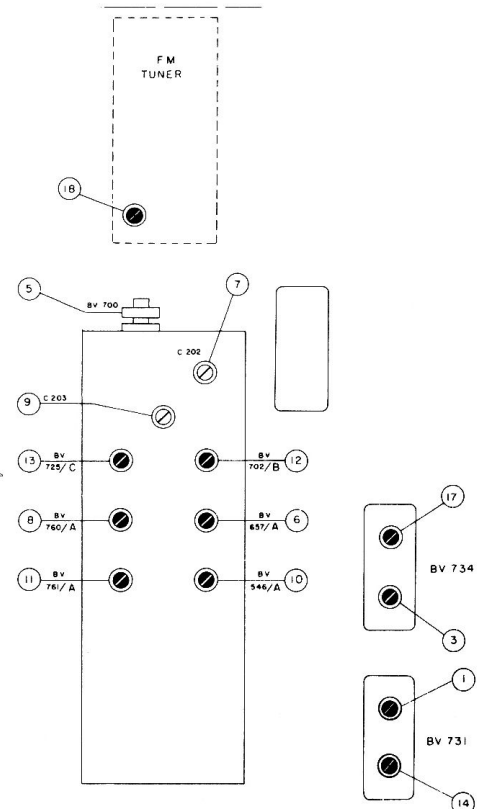 FM
TUNER
18
5
BV 700
7
C 202
9
C 203
13
BV
725/C
BV
702/B
12
8
BV
760/A
BV
657/A
6
11
BV
761/A
BV
546/A
10
17
BV 734
3
1
BV 731
14